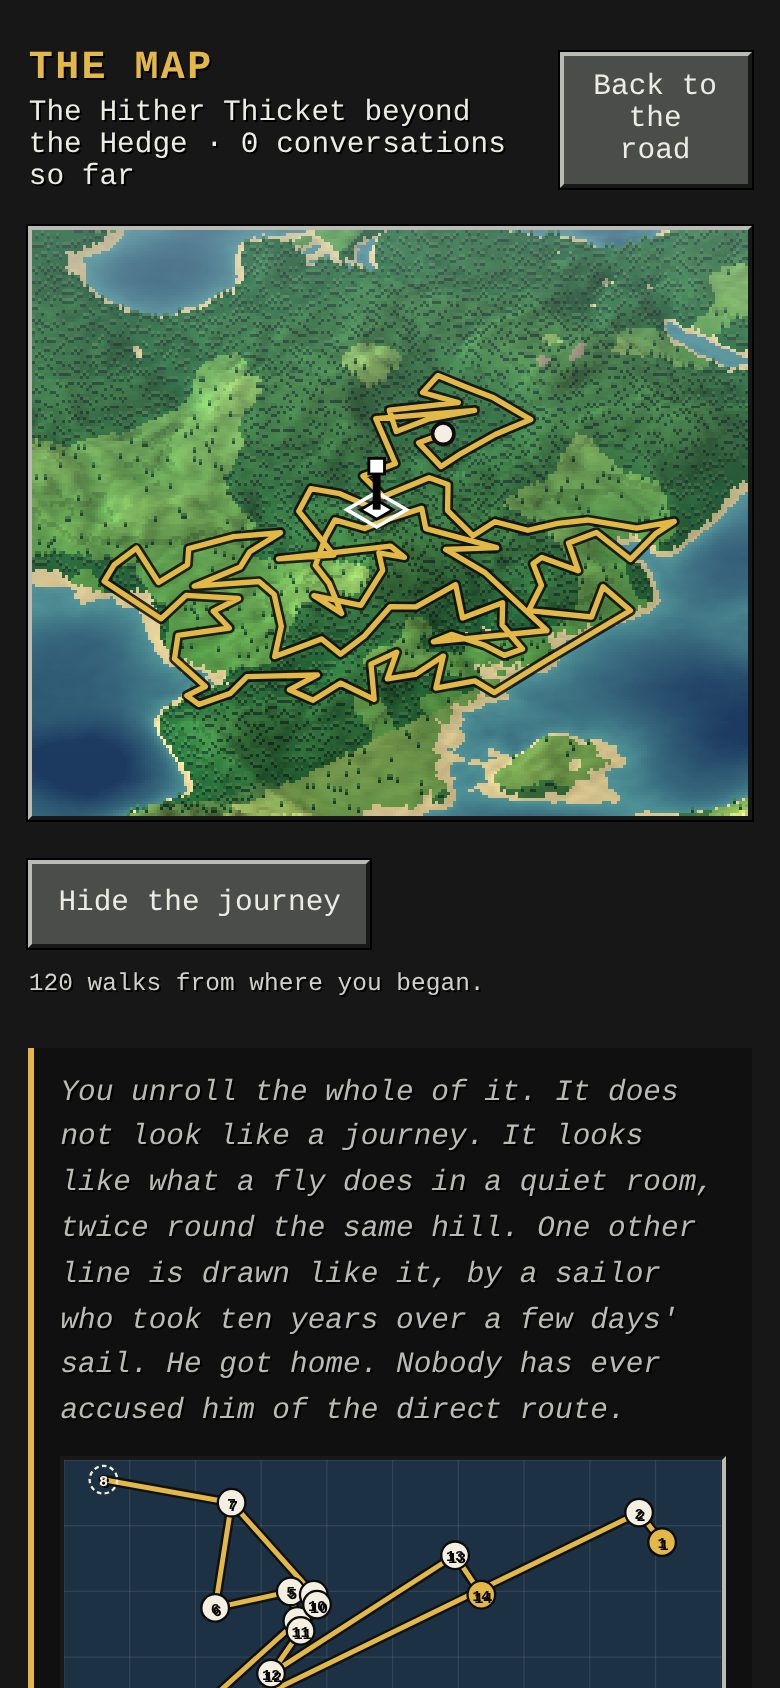 THE MAP
The Hither Thicket beyond
the Hedge · 0 conversations
so far
Back to
the
road
Hide the journey
120 walks from where you began.
You unroll the whole of it. It does
not look like a journey. It looks
like what a fly does in a quiet room,
twice round the same hill. One other
line is drawn like it, by a sailor
who took ten years over a few days'
sail. He got home. Nobody has ever
accused him of the direct route.
8
7
2
1
13
14
5
10
6
11
12